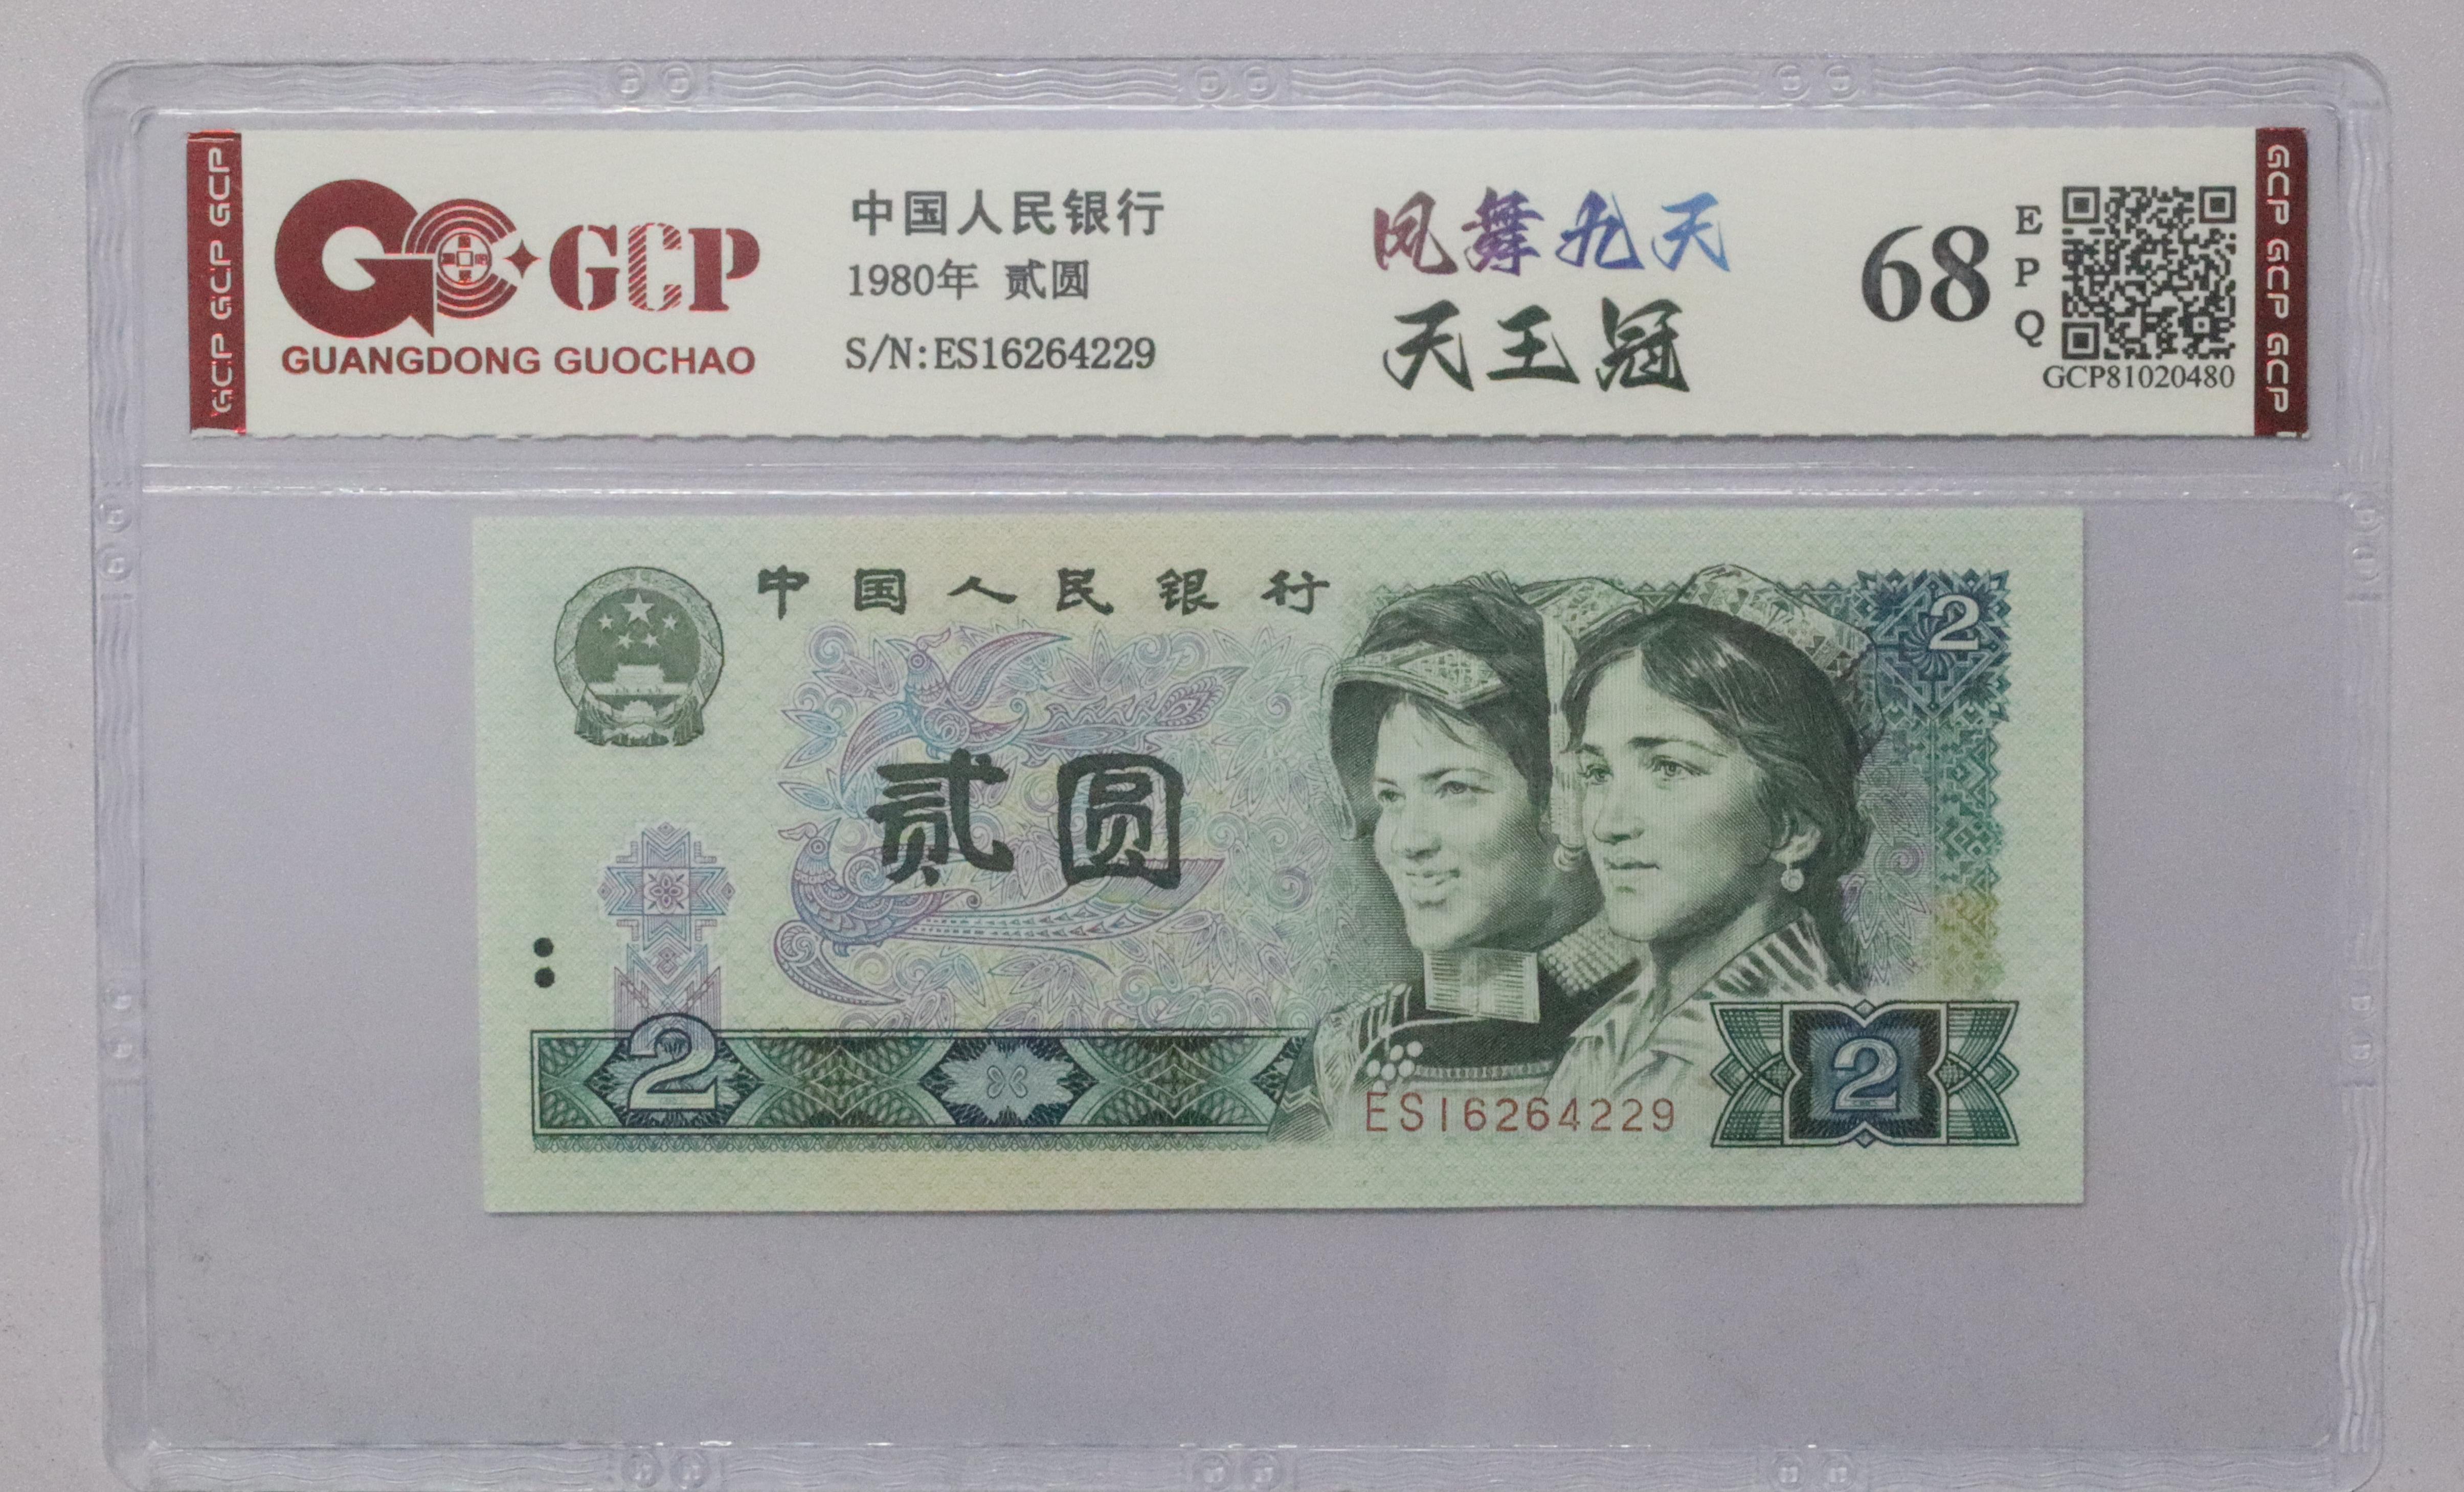 GCP GCP GCP
GCP
GUANGDONG GUOCHAO
中国人民银行
1980年 贰圆
S/N:ES16264229
凤舞九天
天王冠
68
EPQ
GCP81020480
GCP GCP GCP
中国人民银行
2
贰圆
2
ES16264229
2